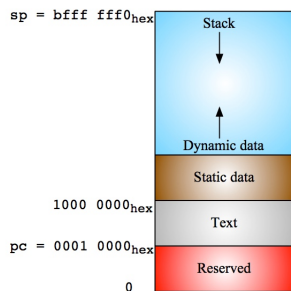 sp = bfff fff0hex
Stack
Dynamic data
Static data
1000 0000hex
Text
pc = 0001 0000hex
Reserved
0